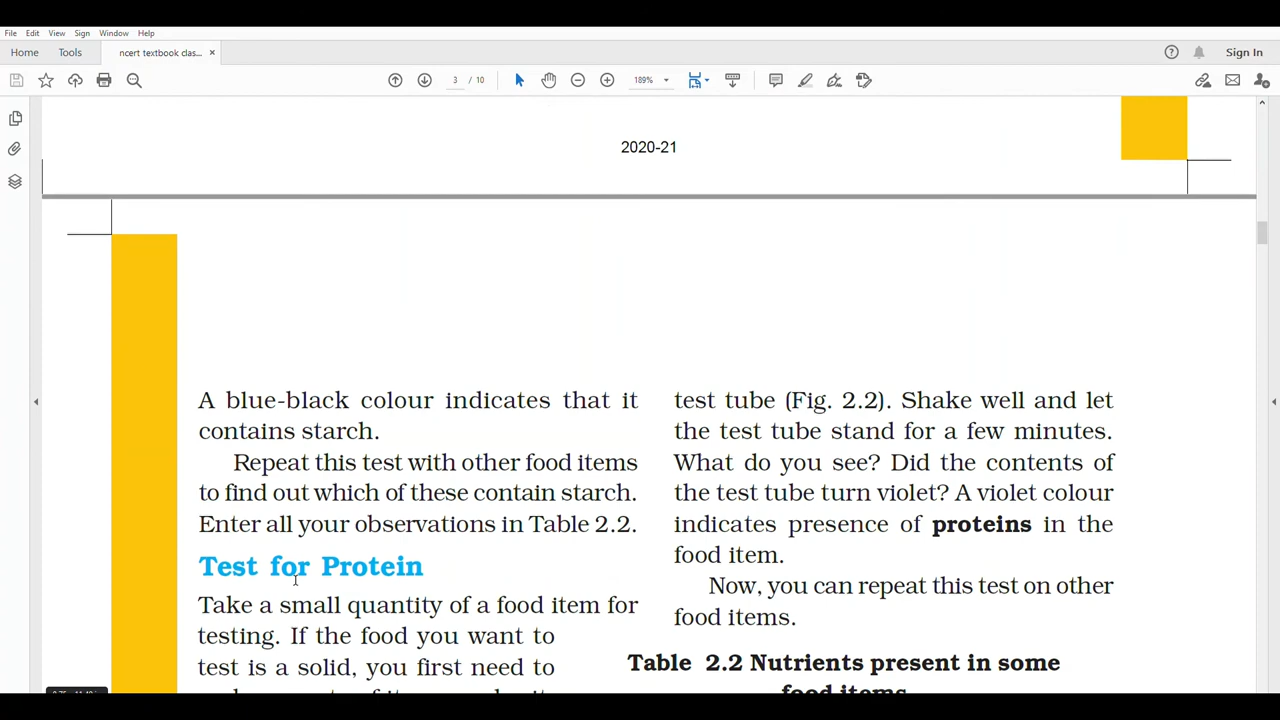 File Edit View Sign Window Help
Home Tools ncert textbook clas... × Sign In
3 / 10 189%
2020-21
A blue-black colour indicates that it
contains starch.
Repeat this test with other food items
to find out which of these contain starch.
Enter all your observations in Table 2.2.
Test for Protein
Take a small quantity of a food item for
testing. If the food you want to
test is a solid, you first need to
test tube (Fig. 2.2). Shake well and let
the test tube stand for a few minutes.
What do you see? Did the contents of
the test tube turn violet? A violet colour
indicates presence of proteins in the
food item.
Now, you can repeat this test on other
food items.
Table 2.2 Nutrients present in some
food items